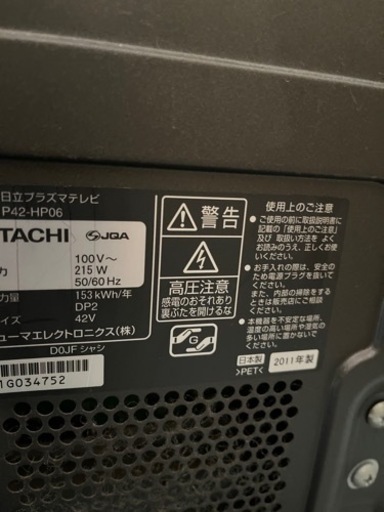 日立プラズマテレビ
P42-HP06
TACHI JQA
100V～
力 215 W
50/60 Hz
力量 153 kWh/年
DP2
イズ 42V
ューマエレクトロニクス(株)
D0JF シャシ
1G034752
警告
高圧注意
感電のおそれあり
裏ぶたを開けるな
G
使用上のご注意
●ご使用の前に取扱説明書に
記載の「使用上のご注意」
及び 取扱い方法を よく
お読みのうえ、正しくお使
いください。
●お手入れの際は、安全のた
め電源プラグを抜いてくだ
さい。
また、内部の掃除をするとき
は販売店にご相談
ください。
●本機器を不安定な場所、
温度の高い場所や湿気の
多い場所に置かないで
ください。
日本製
2011年製
>PET<